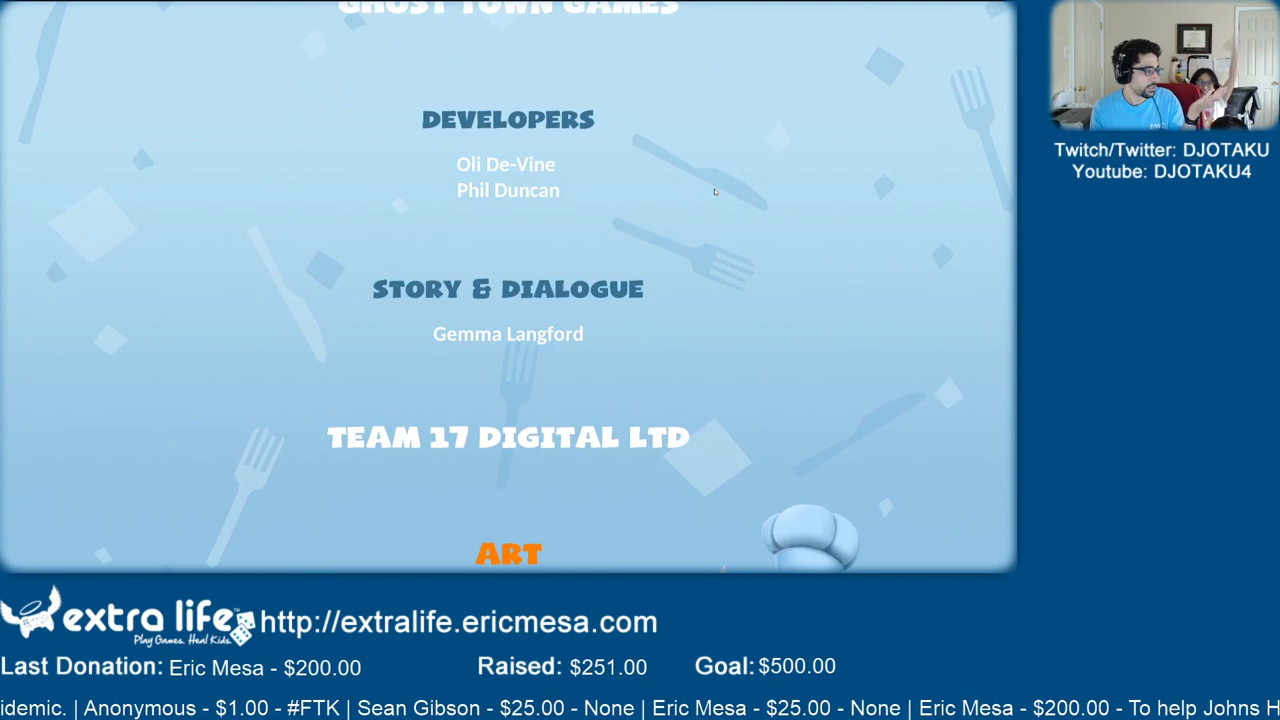 GHOST TOWN GAMES
DEVELOPERS
Oli De-Vine
Phil Duncan
STORY & DIALOGUE
Gemma Langford
TEAM 17 DIGITAL LTD
ART
Twitch/Twitter: DJOTAKU
Youtube: DJOTAKU4
extra life
Play Games. Heal Kids.
http://extralife.ericmesa.com
Last Donation: Eric Mesa - $200.00
Raised: $251.00
Goal: $500.00
idemic. | Anonymous - $1.00 - #FTK | Sean Gibson - $25.00 - None | Eric Mesa - $25.00 - None | Eric Mesa - $200.00 - To help Johns H